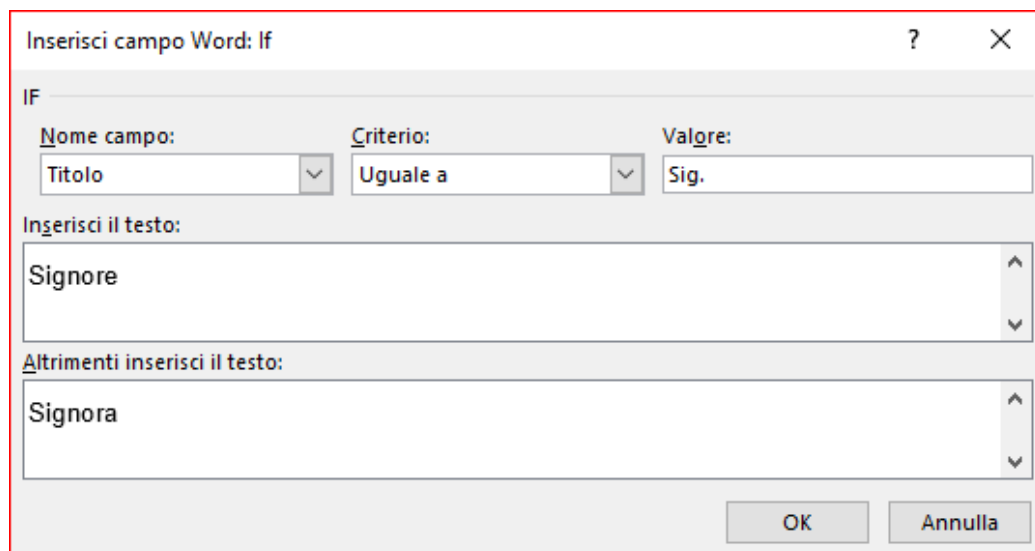 Inserisci campo Word: If ?
IF
Nome campo: Criterio: Valore:
Titolo Uguale a Sig.
Inserisci il testo:
Signore
Altrimenti inserisci il testo:
Signora
OK Annulla